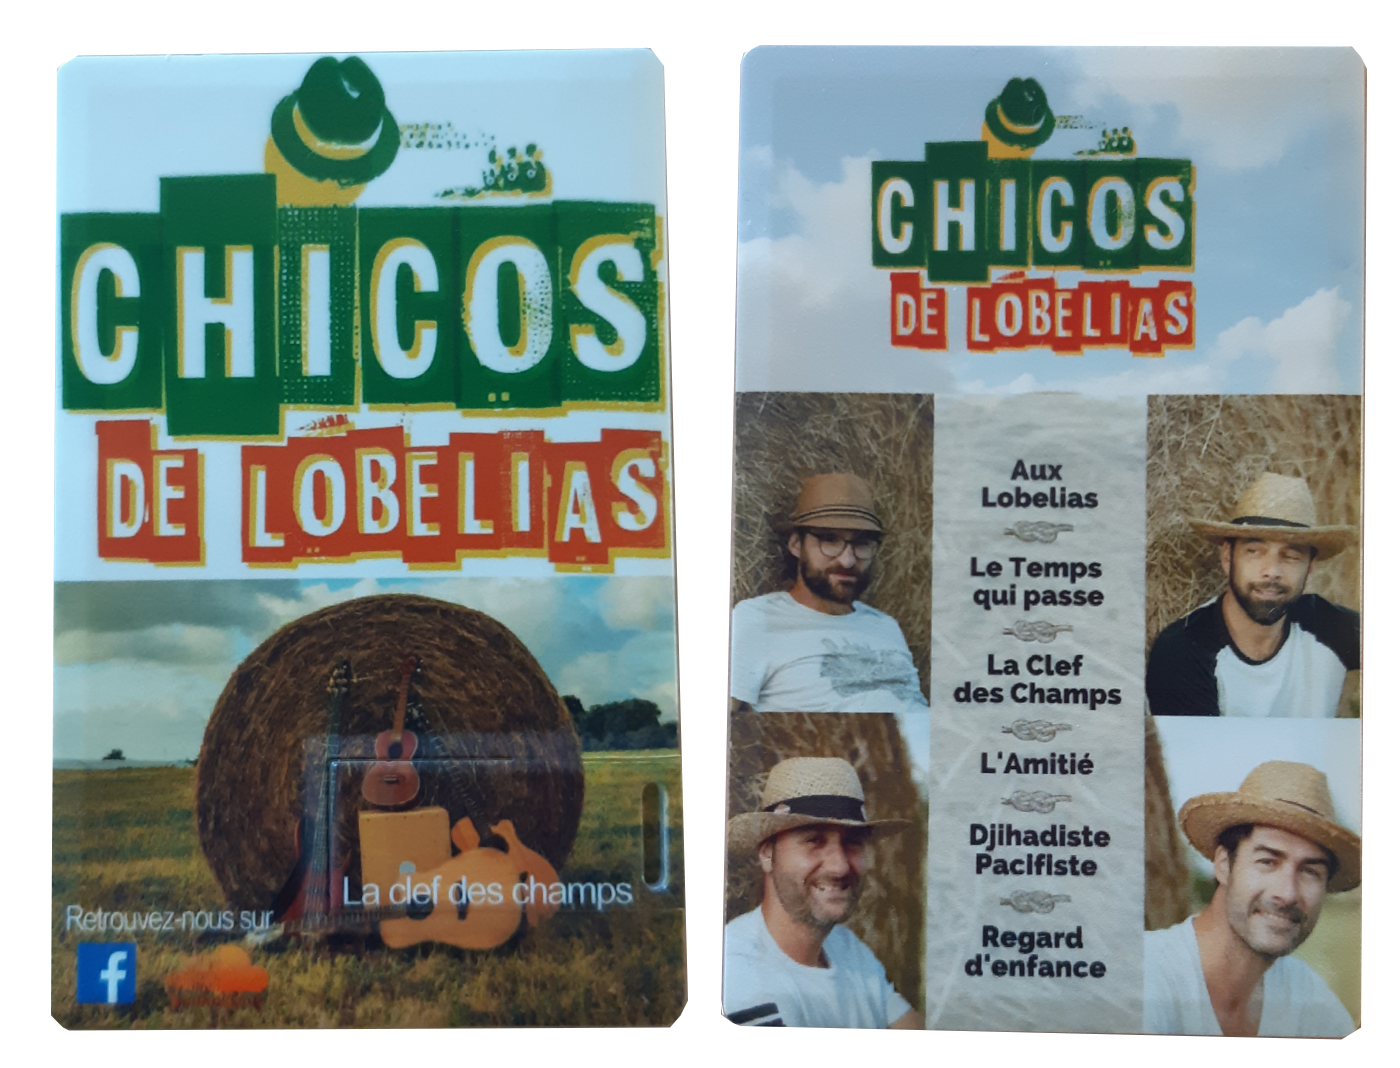 CHICOS
DE LOBELIAS
La clef des champs
Retrouvez-nous sur
f
CHICOS
DE LOBELIAS
Aux
Lobelias
Le Temps
qui passe
La Clef
des Champs
L'Amitié
Djihadiste
Pacifiste
Regard
d'enfance